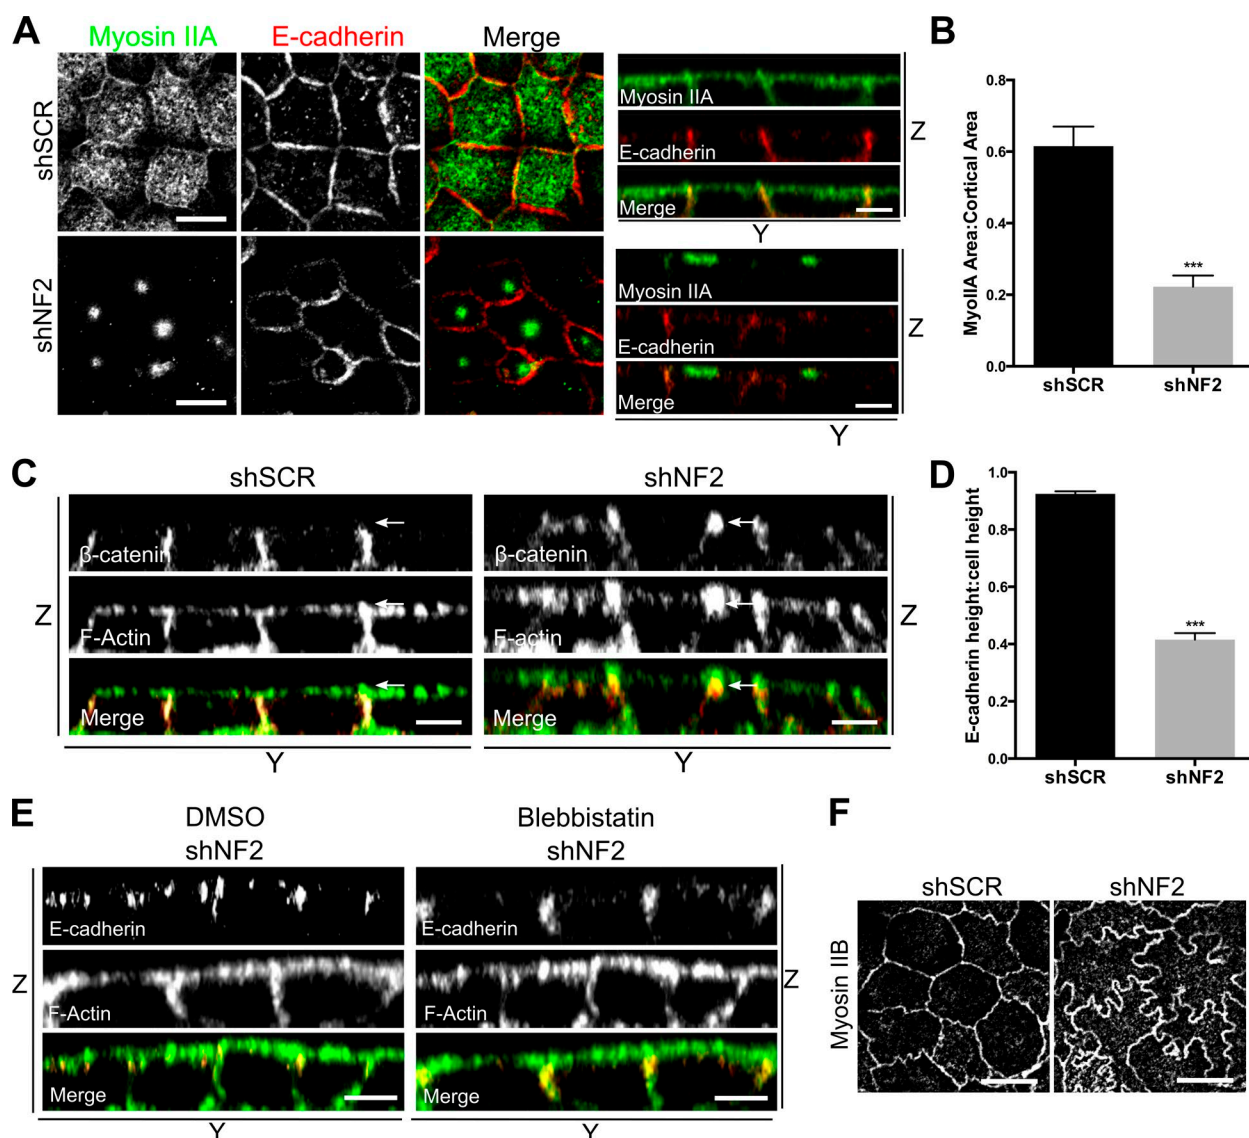 A
Myosin IIA E-cadherin Merge
shSCR
shNF2
Myosin IIA
E-cadherin
Merge
Z
Y
Myosin IIA
E-cadherin
Merge
Z
Y
B
MyoIIA Area:Cortical Area
0.8
0.6
0.4
0.2
0.0
***
shSCR shNF2
C
shSCR shNF2
β-catenin
F-Actin
Merge
Z
Y
β-catenin
F-actin
Merge
Z
Y
D
E-cadherin height:cell height
1.0
0.8
0.6
0.4
0.2
0.0
***
shSCR shNF2
E
DMSO
shNF2
Blebbistatin
shNF2
E-cadherin
F-Actin
Merge
Z
Y
E-cadherin
F-Actin
Merge
Z
Y
F
shSCR shNF2
Myosin IIB